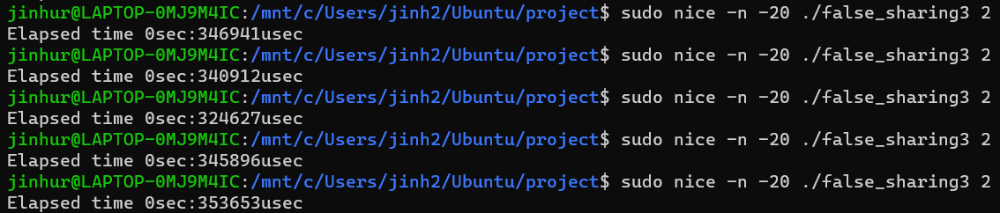 jinhur@LAPTOP-0MJ9M4IC:/mnt/c/Users/jinh2/Ubuntu/project$ sudo nice -n -20 ./false_sharing3 2
Elapsed time 0sec:346941usec
jinhur@LAPTOP-0MJ9M4IC:/mnt/c/Users/jinh2/Ubuntu/project$ sudo nice -n -20 ./false_sharing3 2
Elapsed time 0sec:340912usec
jinhur@LAPTOP-0MJ9M4IC:/mnt/c/Users/jinh2/Ubuntu/project$ sudo nice -n -20 ./false_sharing3 2
Elapsed time 0sec:324627usec
jinhur@LAPTOP-0MJ9M4IC:/mnt/c/Users/jinh2/Ubuntu/project$ sudo nice -n -20 ./false_sharing3 2
Elapsed time 0sec:345896usec
jinhur@LAPTOP-0MJ9M4IC:/mnt/c/Users/jinh2/Ubuntu/project$ sudo nice -n -20 ./false_sharing3 2
Elapsed time 0sec:353653usec